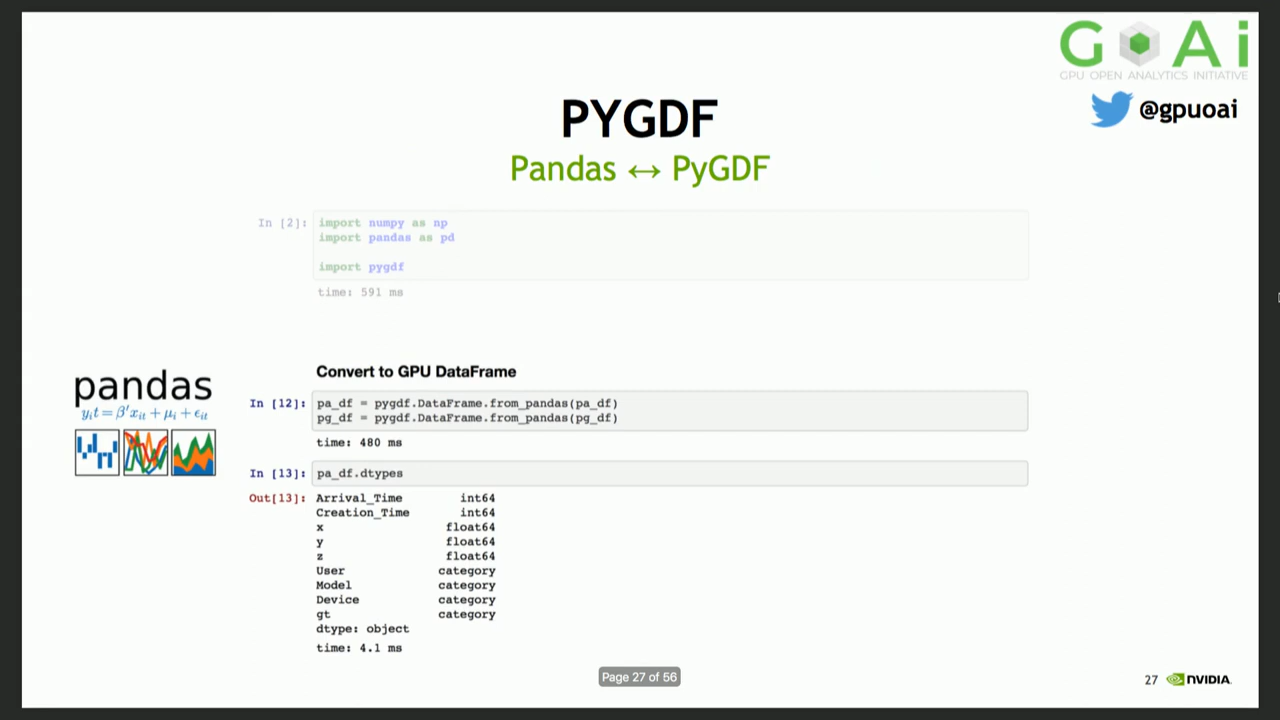 GOAi
GPU OPEN ANALYTICS INITIATIVE
@gpuoai
PYGDF
Pandas ↔ PyGDF
In [2]: import numpy as np
import pandas as pd
import pygdf
time: 591 ms
pandas
y_it = β′x_it + μ_i + ϵ_it
Convert to GPU DataFrame
In [12]: pa_df = pygdf.DataFrame.from_pandas(pa_df)
pg_df = pygdf.DataFrame.from_pandas(pg_df)
time: 480 ms
In [13]: pa_df.dtypes
Out[13]: Arrival_Time int64
Creation_Time int64
x float64
y float64
z float64
User category
Model category
Device category
gt category
dtype: object
time: 4.1 ms
Page 27 of 56
27 NVIDIA.